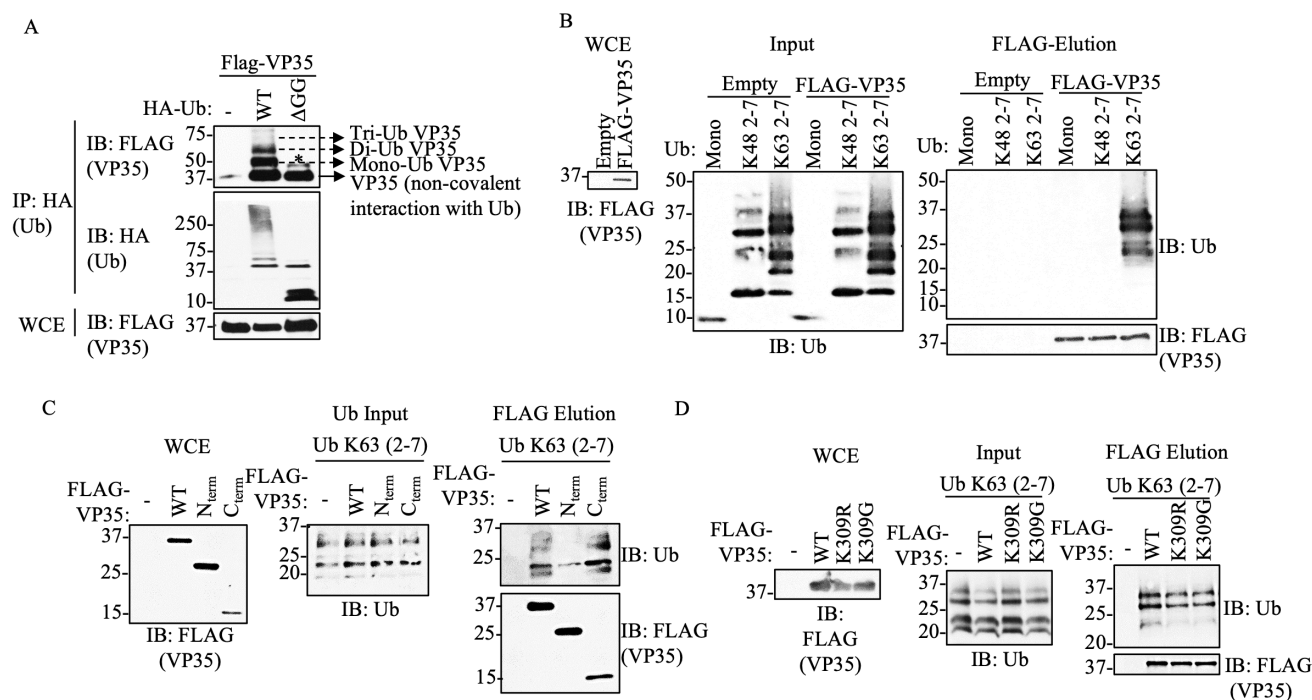 A
Flag-VP35
HA-Ub: - WT ΔGG
IP: HA
(Ub)
IB: FLAG
(VP35)
75-
50-
37-
*
Tri-Ub VP35
Di-Ub VP35
Mono-Ub VP35
VP35 (non-covalent
interaction with Ub)
IB: HA
(Ub)
250-
75-
37-
10-
WCE
IB: FLAG
(VP35)
37-
B
WCE
Empty
FLAG-VP35
37-
IB: FLAG
(VP35)
Input
Empty FLAG-VP35
Ub: Mono K48 2-7 K63 2-7 Mono K48 2-7 K63 2-7
50-
37-
25-
20-
15-
10-
IB: Ub
FLAG-Elution
Empty FLAG-VP35
Mono K48 2-7 K63 2-7 Mono K48 2-7 K63 2-7
50-
37-
25-
20-
15-
10-
IB: Ub
37-
IB: FLAG
(VP35)
C
WCE
FLAG-
VP35: - WT Nterm Cterm
37-
25-
15-
IB: FLAG
(VP35)
Ub Input
Ub K63 (2-7)
FLAG-
VP35: - WT Nterm Cterm
37-
25-
20-
IB: Ub
FLAG Elution
Ub K63 (2-7)
FLAG-
VP35: - WT Nterm Cterm
37-
25-
IB: Ub
37-
25-
15-
IB: FLAG
(VP35)
D
WCE
FLAG-
VP35: - WT K309R K309G
37-
IB:
FLAG
(VP35)
Input
Ub K63 (2-7)
FLAG-
VP35: - WT K309R K309G
37-
25-
20-
IB: Ub
FLAG Elution
Ub K63 (2-7)
FLAG-
VP35: - WT K309R K309G
37-
25-
20-
IB: Ub
37-
IB: FLAG
(VP35)